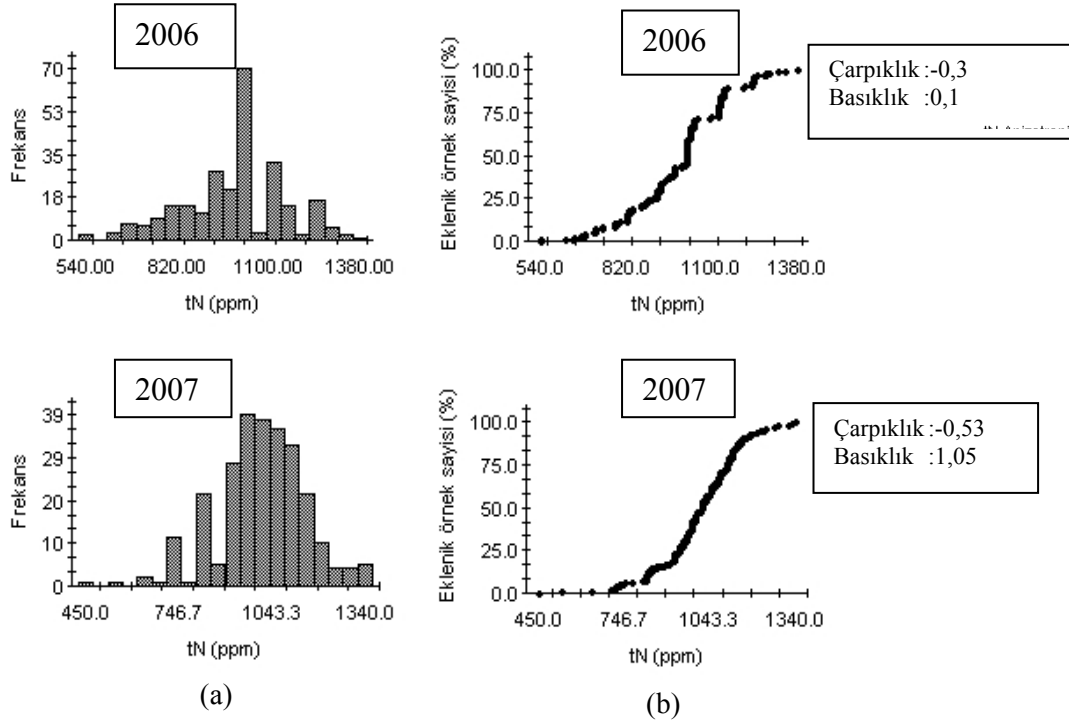 2006
Frekans
70
53
35
18
0
540.00 820.00 1100.00 1380.00
tN (ppm)
2006
Eklenik örnek sayisi (%)
100.0
75.0
50.0
25.0
0.0
540.0 820.0 1100.0 1380.0
tN (ppm)
Çarpıklık :-0,3
Basıklık :0,1
2007
Frekans
39
29
20
10
0
450.0 746.7 1043.3 1340.0
tN (ppm)
(a)
2007
Eklenik örnek sayisi (%)
100.0
75.0
50.0
25.0
0.0
450.0 746.7 1043.3 1340.0
tN (ppm)
(b)
Çarpıklık :-0,53
Basıklık :1,05